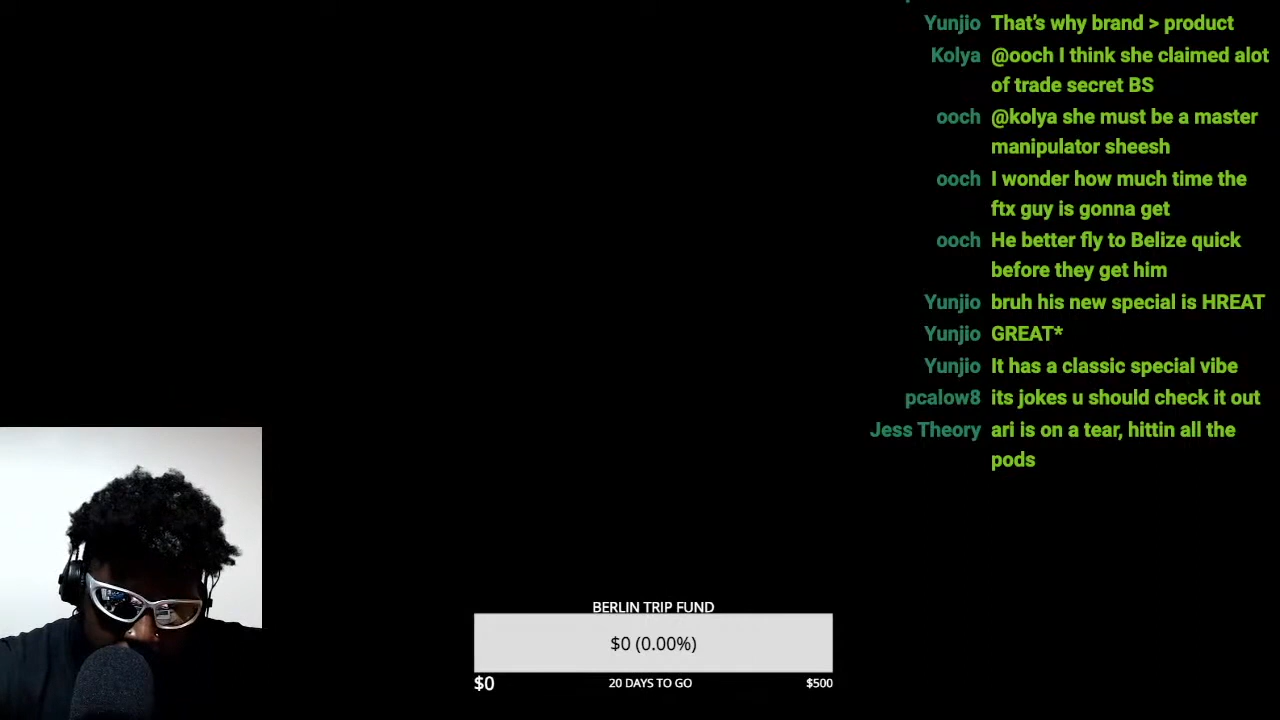 Yunjio That's why brand > product
Kolya @ooch I think she claimed alot
of trade secret BS
ooch @kolya she must be a master
manipulator sheesh
ooch I wonder how much time the
ftx guy is gonna get
ooch He better fly to Belize quick
before they get him
Yunjio bruh his new special is HREAT
Yunjio GREAT*
Yunjio It has a classic special vibe
pcalow8 its jokes u should check it out
Jess Theory ari is on a tear, hittin all the
pods
BERLIN TRIP FUND
$0 (0.00%)
$0 20 DAYS TO GO $500